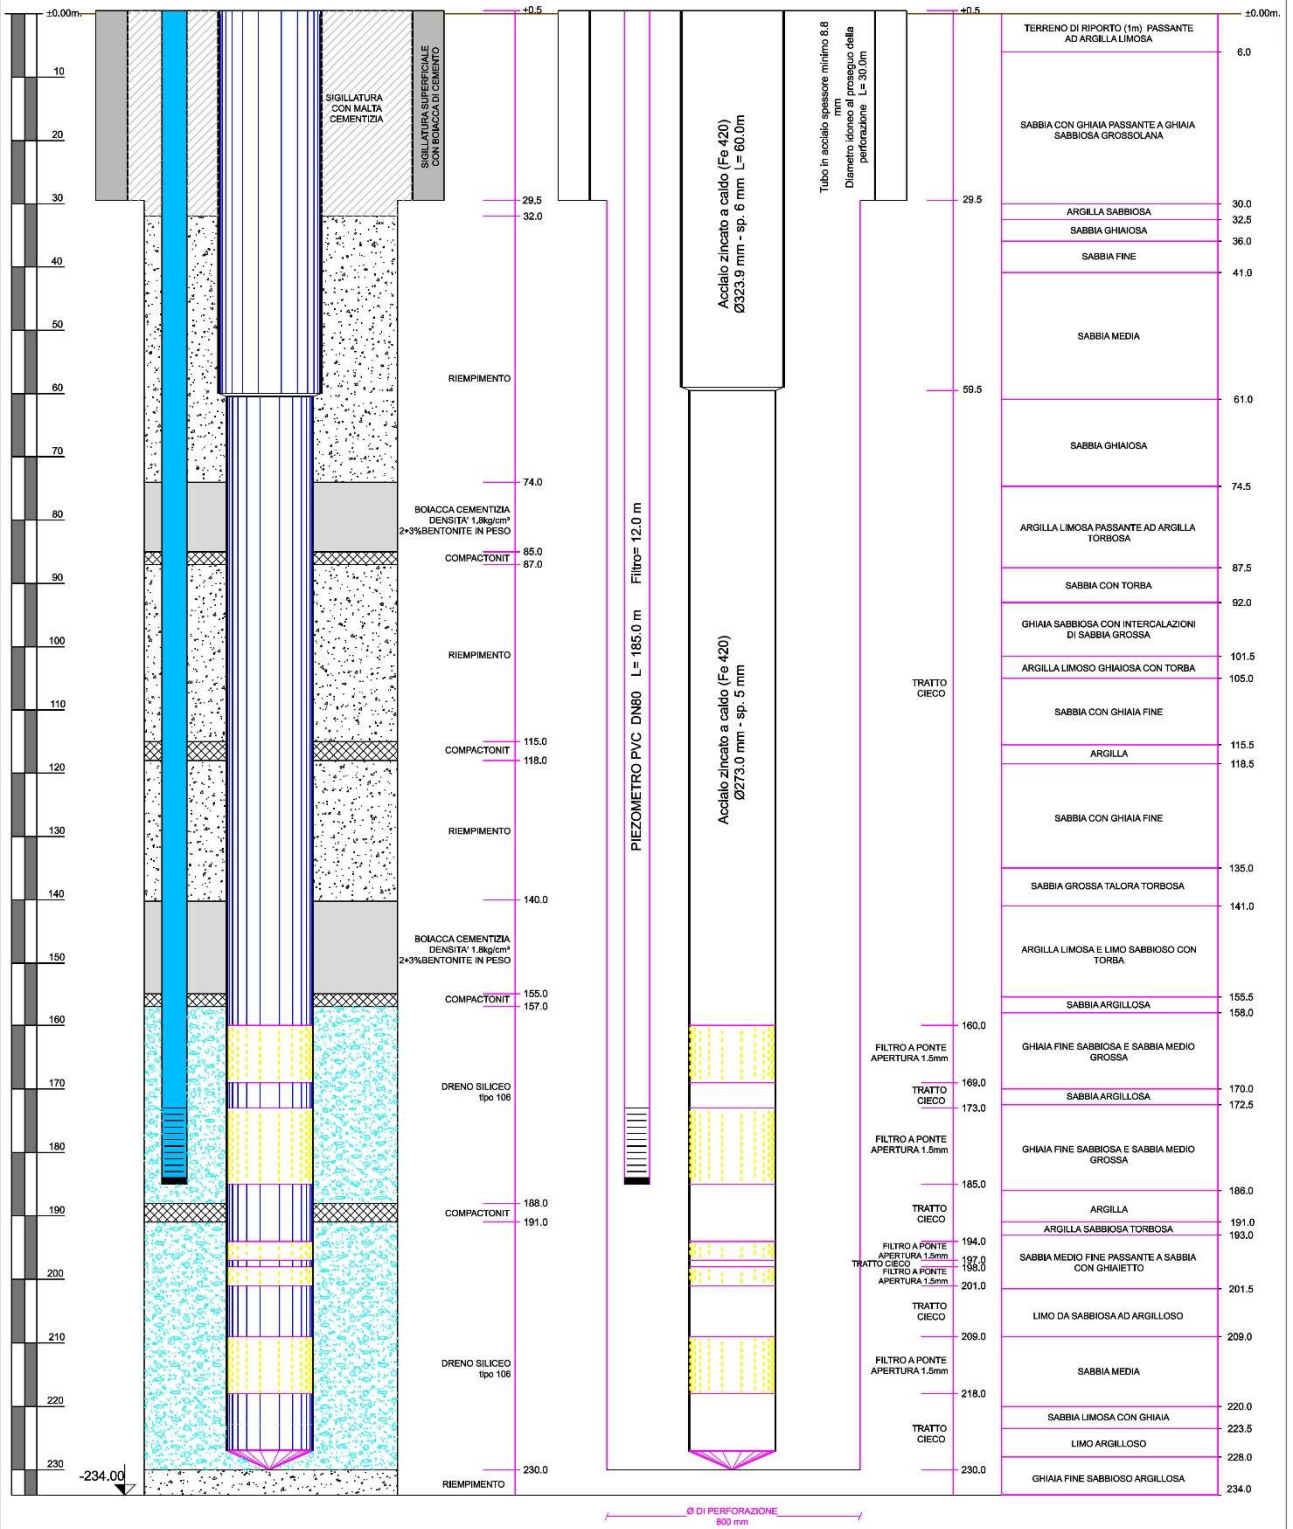 ±0.00m.
10
20
30
40
50
60
70
80
90
100
110
120
130
140
150
160
170
180
190
200
210
220
230
-234.00
SIGILLATURA
CON MALTA
CEMENTIZIA
SIGILLATURA SUPERFICIALE
CON BOIACCA DI CEMENTO
RIEMPIMENTO
BOIACCA CEMENTIZIA
DENSITA' 1.8kg/cm³
2+3%BENTONITE IN PESO
COMPACTONIT
RIEMPIMENTO
COMPACTONIT
RIEMPIMENTO
BOIACCA CEMENTIZIA
DENSITA' 1.8kg/cm³
2+3%BENTONITE IN PESO
COMPACTONIT
DRENO SILICEO
tipo 106
COMPACTONIT
DRENO SILICEO
tipo 106
RIEMPIMENTO
+0.5
29.5
32.0
74.0
85.0
87.0
115.0
118.0
140.0
155.0
157.0
188.0
191.0
230.0
PIEZOMETRO PVC DN80 L= 185.0 m Filtro= 12.0 m
Acciaio zincato a caldo (Fe 420)
Ø323.9 mm - sp. 6 mm L= 60.0m
Acciaio zincato a caldo (Fe 420)
Ø273.0 mm - sp. 5 mm
Tubo in acciaio spessore minimo 8.8
mm
Diametro idoneo al proseguo della
perforazione L= 30.0m
TRATTO
CIECO
FILTRO A PONTE
APERTURA 1.5mm
TRATTO
CIECO
FILTRO A PONTE
APERTURA 1.5mm
TRATTO
CIECO
FILTRO A PONTE
APERTURA 1.5mm
TRATTO CIECO
FILTRO A PONTE
APERTURA 1.5mm
TRATTO
CIECO
FILTRO A PONTE
APERTURA 1.5mm
TRATTO
CIECO
+0.5
29.5
59.5
160.0
169.0
173.0
185.0
194.0
197.0
198.0
201.0
209.0
218.0
230.0
Ø DI PERFORAZIONE
800 mm
±0.00m.
TERRENO DI RIPORTO (1m) PASSANTE
AD ARGILLA LIMOSA
6.0
SABBIA CON GHIAIA PASSANTE A GHIAIA
SABBIOSA GROSSOLANA
30.0
ARGILLA SABBIOSA
32.5
SABBIA GHIAIOSA
36.0
SABBIA FINE
41.0
SABBIA MEDIA
61.0
SABBIA GHIAIOSA
74.5
ARGILLA LIMOSA PASSANTE AD ARGILLA
TORBOSA
87.5
SABBIA CON TORBA
92.0
GHIAIA SABBIOSA CON INTERCALAZIONI
DI SABBIA GROSSA
101.5
ARGILLA LIMOSO GHIAIOSA CON TORBA
105.0
SABBIA CON GHIAIA FINE
115.5
ARGILLA
118.5
SABBIA CON GHIAIA FINE
135.0
SABBIA GROSSA TALORA TORBOSA
141.0
ARGILLA LIMOSA E LIMO SABBIOSO CON
TORBA
155.5
SABBIA ARGILLOSA
158.0
GHIAIA FINE SABBIOSA E SABBIA MEDIO
GROSSA
170.0
SABBIA ARGILLOSA
172.5
GHIAIA FINE SABBIOSA E SABBIA MEDIO
GROSSA
186.0
ARGILLA
191.0
ARGILLA SABBIOSA TORBOSA
193.0
SABBIA MEDIO FINE PASSANTE A SABBIA
CON GHIAIETTO
201.5
LIMO DA SABBIOSA AD ARGILLOSO
209.0
SABBIA MEDIA
220.0
SABBIA LIMOSA CON GHIAIA
223.5
LIMO ARGILLOSO
228.0
GHIAIA FINE SABBIOSO ARGILLOSA
234.0